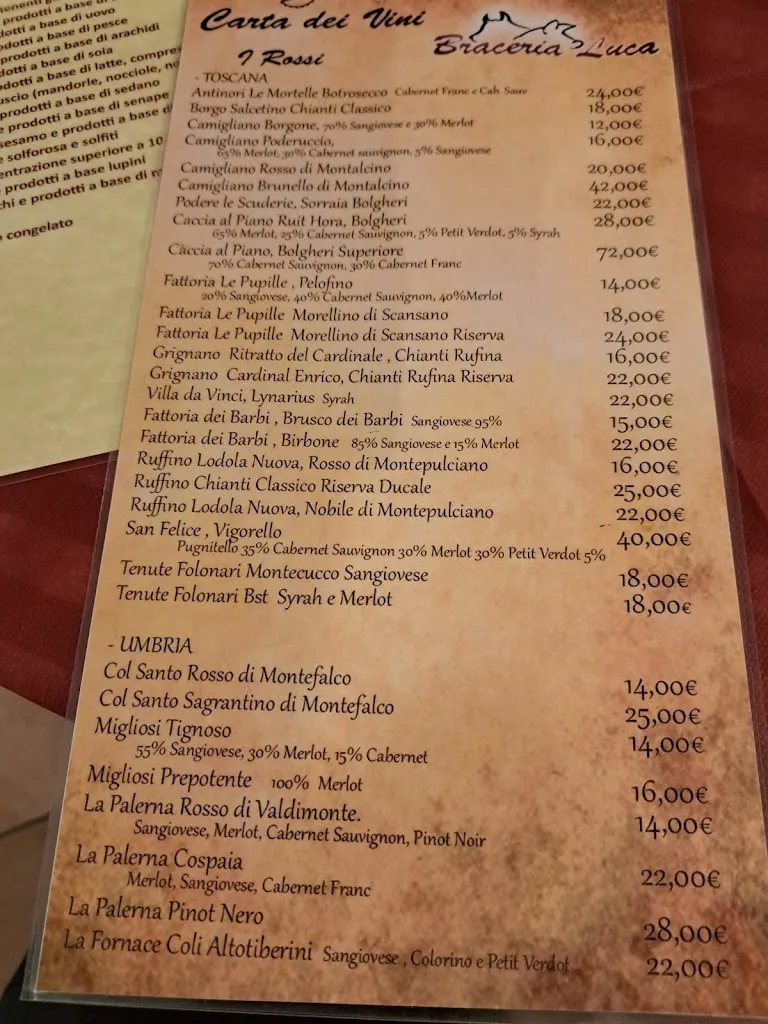 prodotti a base di uovo
prodotti a base di pesce
prodotti a base di arachidi
prodotti a base di soia
prodotti a base di latte, compres
guscio (mandorle, nocciole, no
prodotti a base di sedano
prodotti a base di senape
sesamo e prodotti a base d
solforosa e solfiti
entrazione superiore a 10
prodotti a base lupini
chi e prodotti a base di m
congelato
Carta dei Vini
Braceria Luca
I Rossi
- TOSCANA
Antinori Le Mortelle Botrosecco Cabernet Franc e Cab. Sauv 24,00€
Borgo Salcetino Chianti Classico 18,00€
Camigliano Borgone, 70% Sangiovese e 30% Merlot 12,00€
Camigliano Poderuccio, 16,00€
65% Merlot, 30% Cabernet sauvignon, 5% Sangiovese
Camigliano Rosso di Montalcino 20,00€
Camigliano Brunello di Montalcino 42,00€
Podere le Scuderie, Sorraia Bolgheri 22,00€
Caccia al Piano Ruit Hora, Bolgheri 28,00€
65% Merlot, 25% Cabernet Sauvignon, 5% Petit Verdot, 5% Syrah
Caccia al Piano, Bolgheri Superiore 72,00€
70% Cabernet Sauvignon, 30% Cabernet Franc
Fattoria Le Pupille , Pelofino 14,00€
20% Sangiovese, 40% Cabernet Sauvignon, 40%Merlot
Fattoria Le Pupille Morellino di Scansano 18,00€
Fattoria Le Pupille Morellino di Scansano Riserva 24,00€
Grignano Ritratto del Cardinale , Chianti Rufina 16,00€
Grignano Cardinal Enrico, Chianti Rufina Riserva 22,00€
Villa da Vinci, Lynarius Syrah 22,00€
Fattoria dei Barbi , Brusco dei Barbi Sangiovese 95% 15,00€
Fattoria dei Barbi , Birbone 85% Sangiovese e 15% Merlot 22,00€
Ruffino Lodola Nuova, Rosso di Montepulciano 16,00€
Ruffino Chianti Classico Riserva Ducale 25,00€
Ruffino Lodola Nuova, Nobile di Montepulciano 22,00€
San Felice , Vigorello 40,00€
Pugnitello 35% Cabernet Sauvignon 30% Merlot 30% Petit Verdot 5%
Tenute Folonari Montecucco Sangiovese 18,00€
Tenute Folonari Bst Syrah e Merlot 18,00€
- UMBRIA
Col Santo Rosso di Montefalco 14,00€
Col Santo Sagrantino di Montefalco 25,00€
Migliosi Tignoso 14,00€
55% Sangiovese, 30% Merlot, 15% Cabernet
Migliosi Prepotente 100% Merlot 16,00€
La Palerna Rosso di Valdimonte. 14,00€
Sangiovese, Merlot, Cabernet Sauvignon, Pinot Noir
La Palerna Cospaia 22,00€
Merlot, Sangiovese, Cabernet Franc
La Palerna Pinot Nero 28,00€
La Fornace Coli Altotiberini Sangiovese , Colorino e Petit Verdot 22,00€